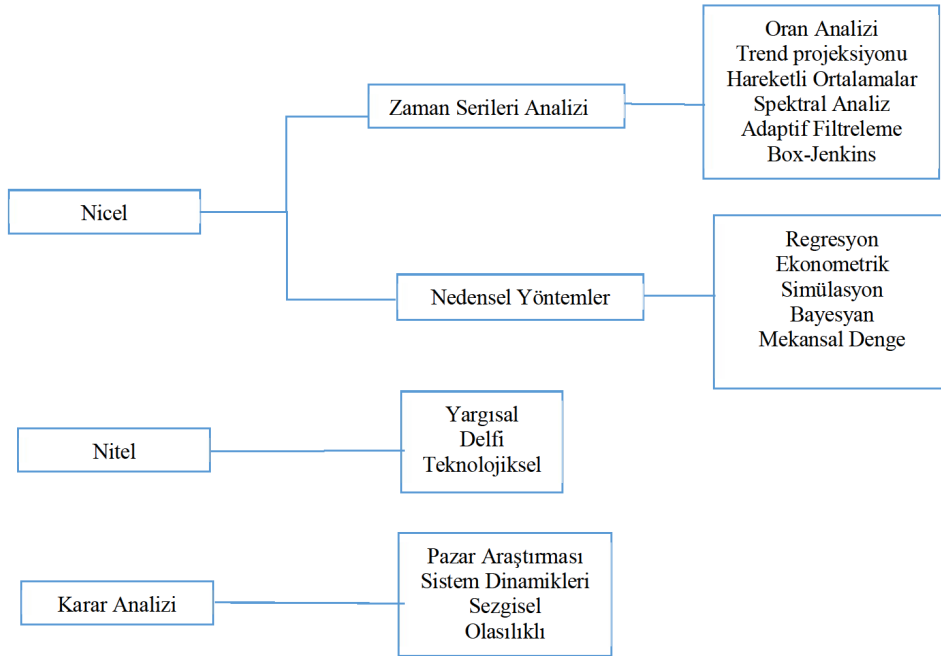 Oran Analizi
Trend projeksiyonu
Hareketli Ortalamalar
Spektral Analiz
Adaptif Filtreleme
Box-Jenkins
Zaman Serileri Analizi
Nicel
Nedensel Yöntemler
Regresyon
Ekonometrik
Simülasyon
Bayesyan
Mekansal Denge
Nitel
Yargısal
Delfi
Teknolojiksel
Karar Analizi
Pazar Araştırması
Sistem Dinamikleri
Sezgisel
Olasılıklı